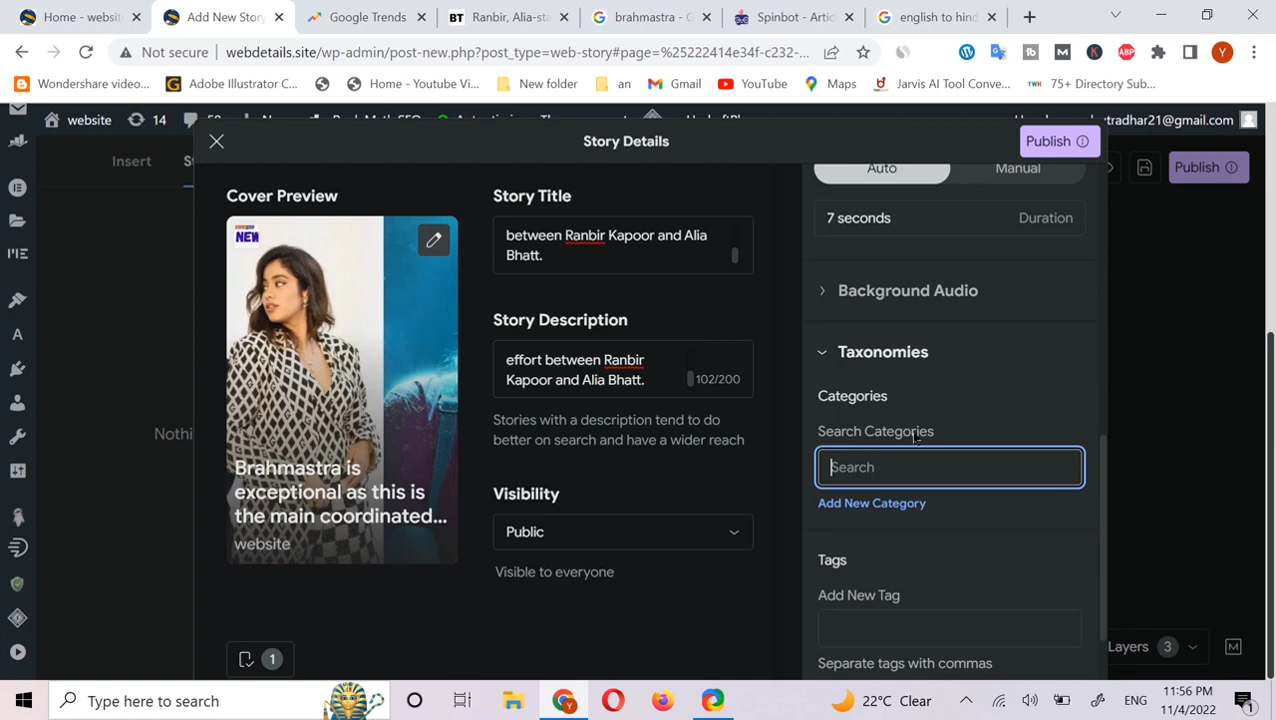 Home - websit
Add New Story
Google Trends
Ranbir, Alia-sta
brahmastra - G
Spinbot - Articl
english to hind
Not secure
webdetails.site/wp-admin/post-new.php?post_type=web-story#page=%25222414e34f-c232-...
Wondershare video...
Adobe Illustrator C...
Home - Youtube Vi...
New folder
an
Gmail
YouTube
Maps
Jarvis AI Tool Conve...
75+ Directory Sub...
website
14
tradhar21@gmail.com
Story Details
Publish
Insert
Publish
Cover Preview
NEW
Brahmastra is
exceptional as this is
the main coordinated...
website
Nothi
Story Title
between Ranbir Kapoor and Alia
Bhatt.
Story Description
effort between Ranbir
Kapoor and Alia Bhatt.
102/200
Stories with a description tend to do
better on search and have a wider reach
Visibility
Public
Visible to everyone
1
Auto
Manual
7 seconds
Duration
Background Audio
Taxonomies
Categories
Search Categories
Search
Add New Category
Tags
Add New Tag
Separate tags with commas
Layers
3
Type here to search
22°C Clear
ENG
11:56 PM
11/4/2022
1